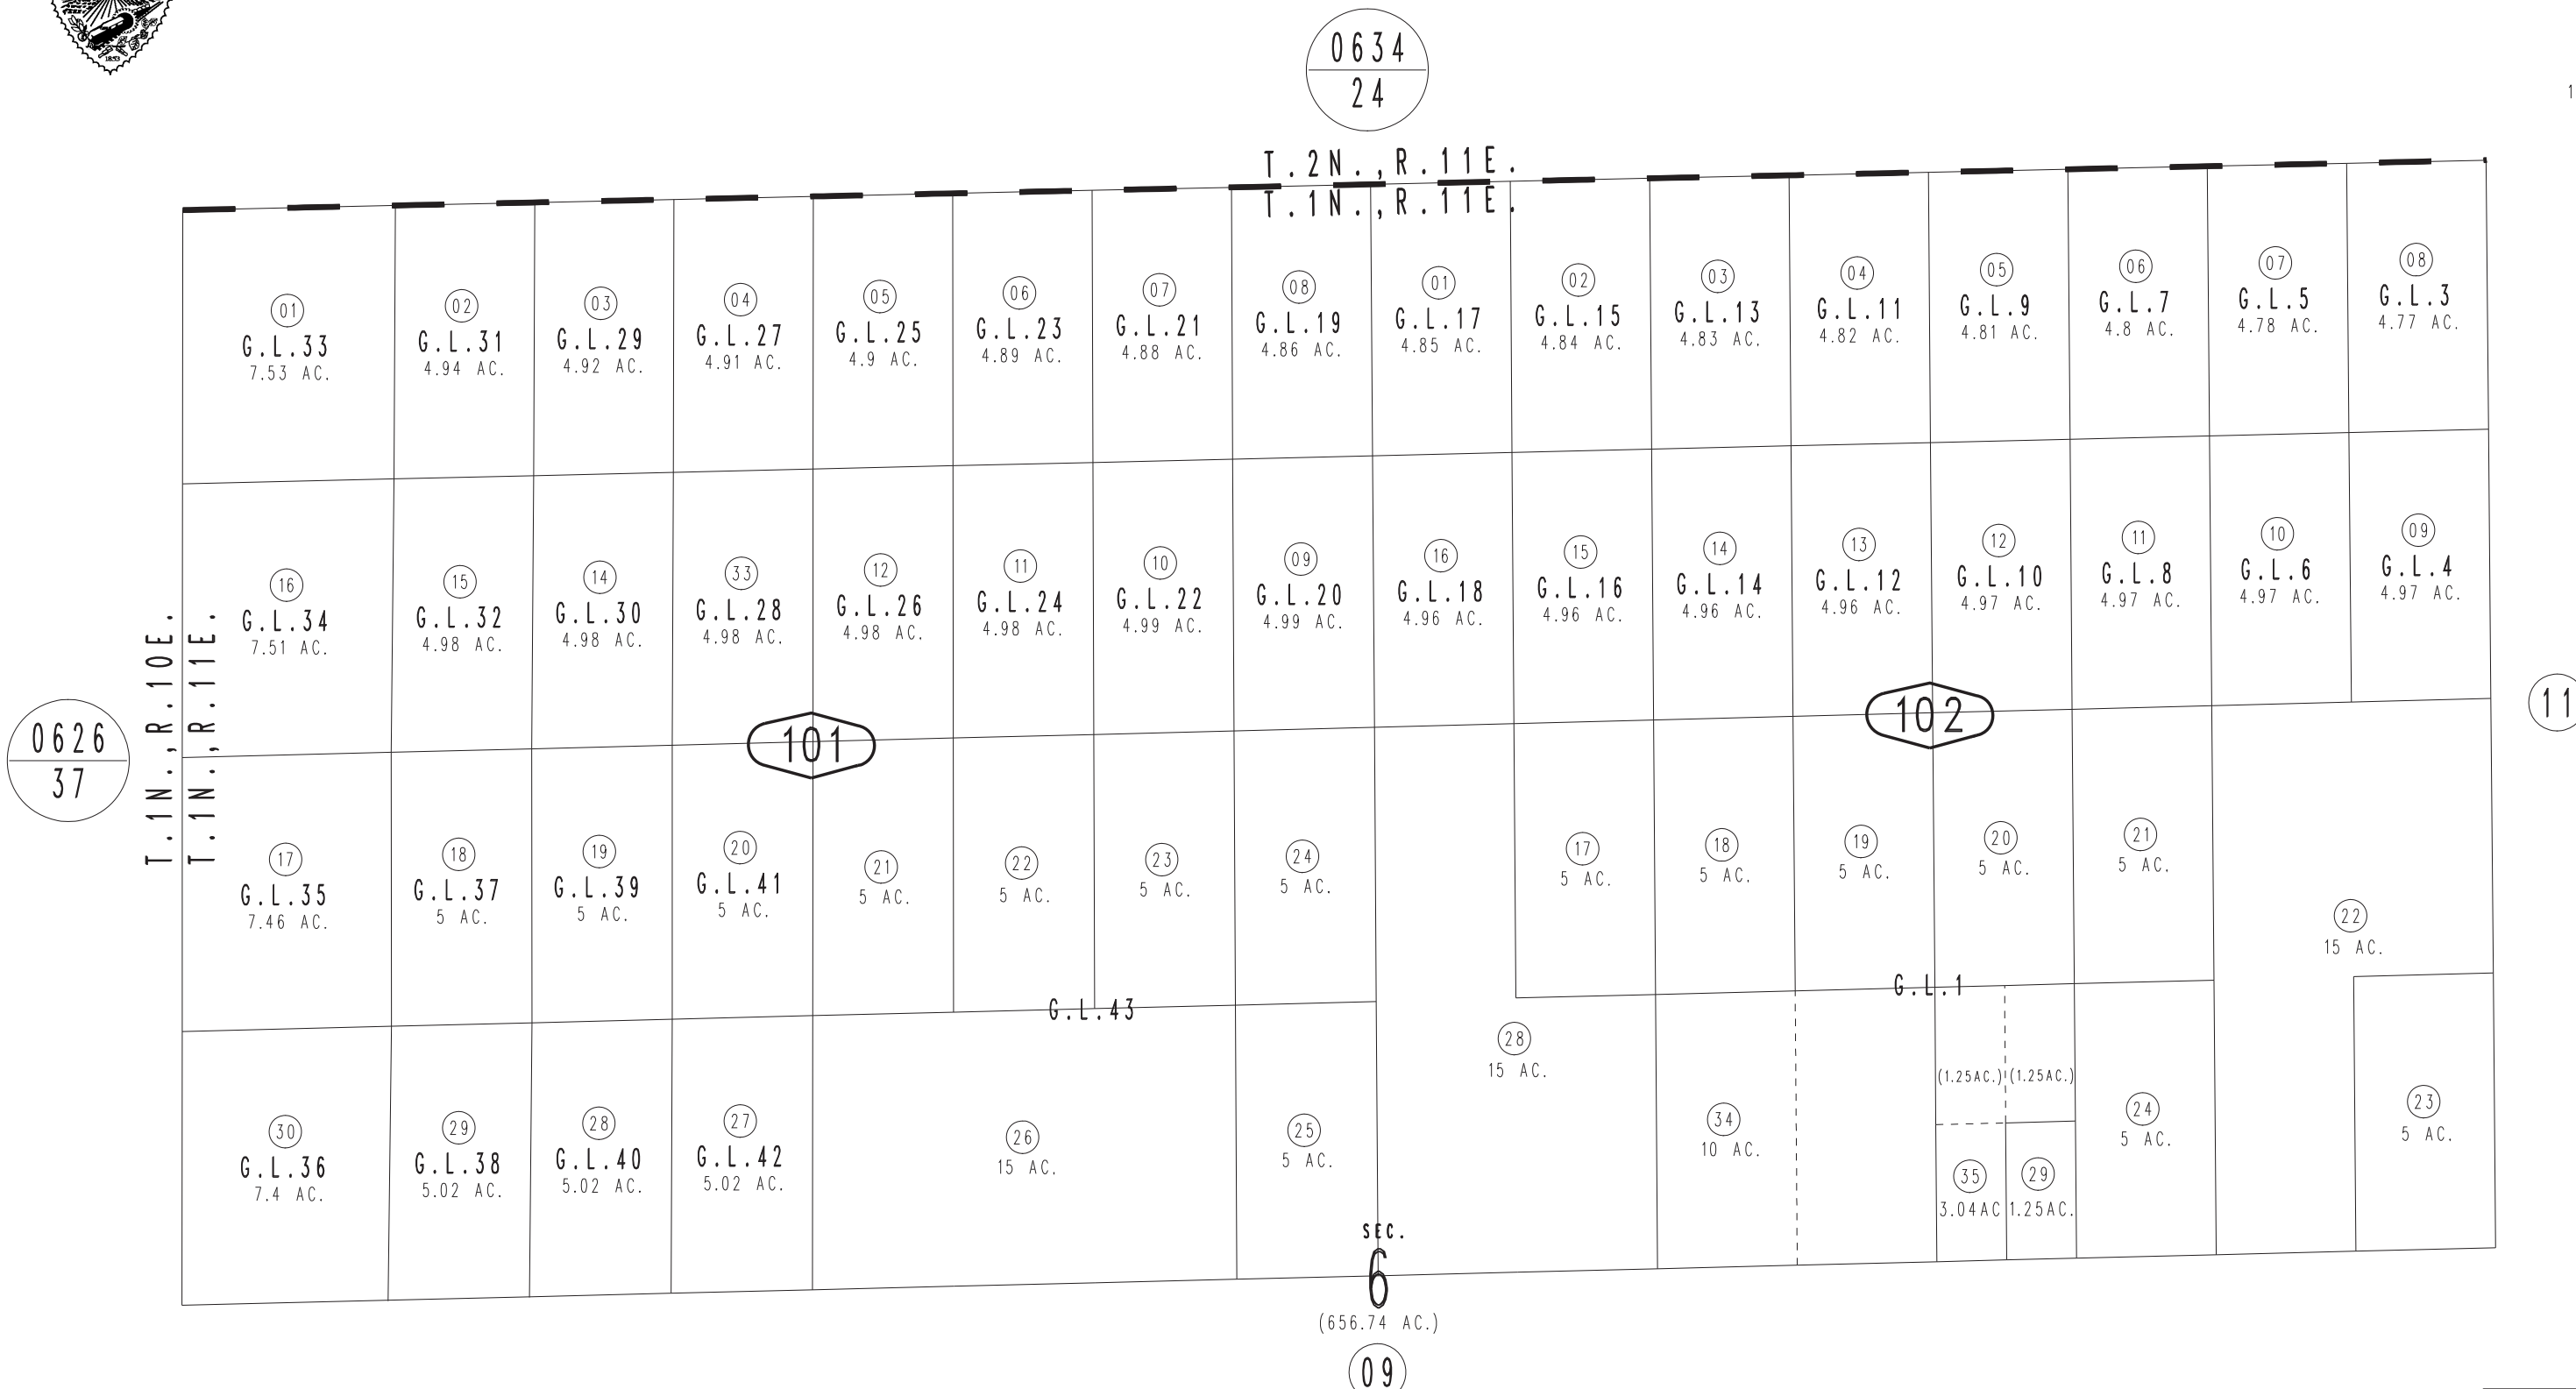 1853
0634
24
1
T.2N.,R.11E.
T.1N.,R.11E.
01
G.L.33
7.53 AC.
02
G.L.31
4.94 AC.
03
G.L.29
4.92 AC.
04
G.L.27
4.91 AC.
05
G.L.25
4.9 AC.
06
G.L.23
4.89 AC.
07
G.L.21
4.88 AC.
08
G.L.19
4.86 AC.
01
G.L.17
4.85 AC.
02
G.L.15
4.84 AC.
03
G.L.13
4.83 AC.
04
G.L.11
4.82 AC.
05
G.L.9
4.81 AC.
06
G.L.7
4.8 AC.
07
G.L.5
4.78 AC.
08
G.L.3
4.77 AC.
16
G.L.34
7.51 AC.
15
G.L.32
4.98 AC.
14
G.L.30
4.98 AC.
33
G.L.28
4.98 AC.
12
G.L.26
4.98 AC.
11
G.L.24
4.98 AC.
10
G.L.22
4.99 AC.
09
G.L.20
4.99 AC.
16
G.L.18
4.96 AC.
15
G.L.16
4.96 AC.
14
G.L.14
4.96 AC.
13
G.L.12
4.96 AC.
12
G.L.10
4.97 AC.
11
G.L.8
4.97 AC.
10
G.L.6
4.97 AC.
09
G.L.4
4.97 AC.
T.1N.,R.10E.
T.1N.,R.11E.
0626
37
101
102
11
17
G.L.35
7.46 AC.
18
G.L.37
5 AC.
19
G.L.39
5 AC.
20
G.L.41
5 AC.
21
5 AC.
22
5 AC.
23
5 AC.
24
5 AC.
17
5 AC.
18
5 AC.
19
5 AC.
20
5 AC.
21
5 AC.
22
15 AC.
G.L.43
G.L.1
30
G.L.36
7.4 AC.
29
G.L.38
5.02 AC.
28
G.L.40
5.02 AC.
27
G.L.42
5.02 AC.
26
15 AC.
25
5 AC.
28
15 AC.
34
10 AC.
(1.25AC.)
(1.25AC.)
35
3.04AC
29
1.25AC.
24
5 AC.
23
5 AC.
SEC.
6
(656.74 AC.)
09